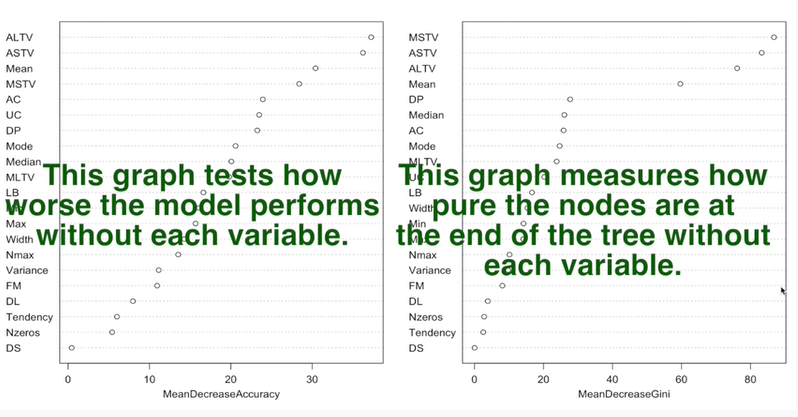 ALTV
ASTV
Mean
MSTV
AC
UC
DP
Mode
Median
MLTV
LB
Max
Width
Nmax
Variance
FM
DL
Tendency
Nzeros
DS
0 10 20 30
MeanDecreaseAccuracy
This graph tests how
worse the model performs
without each variable.
MSTV
ASTV
ALTV
Mean
DP
Median
AC
Mode
MLTV
LB
Width
Min
Nmax
Variance
FM
DL
Nzeros
Tendency
DS
0 20 40 60 80
MeanDecreaseGini
This graph measures how
pure the nodes are at
the end of the tree without
each variable.